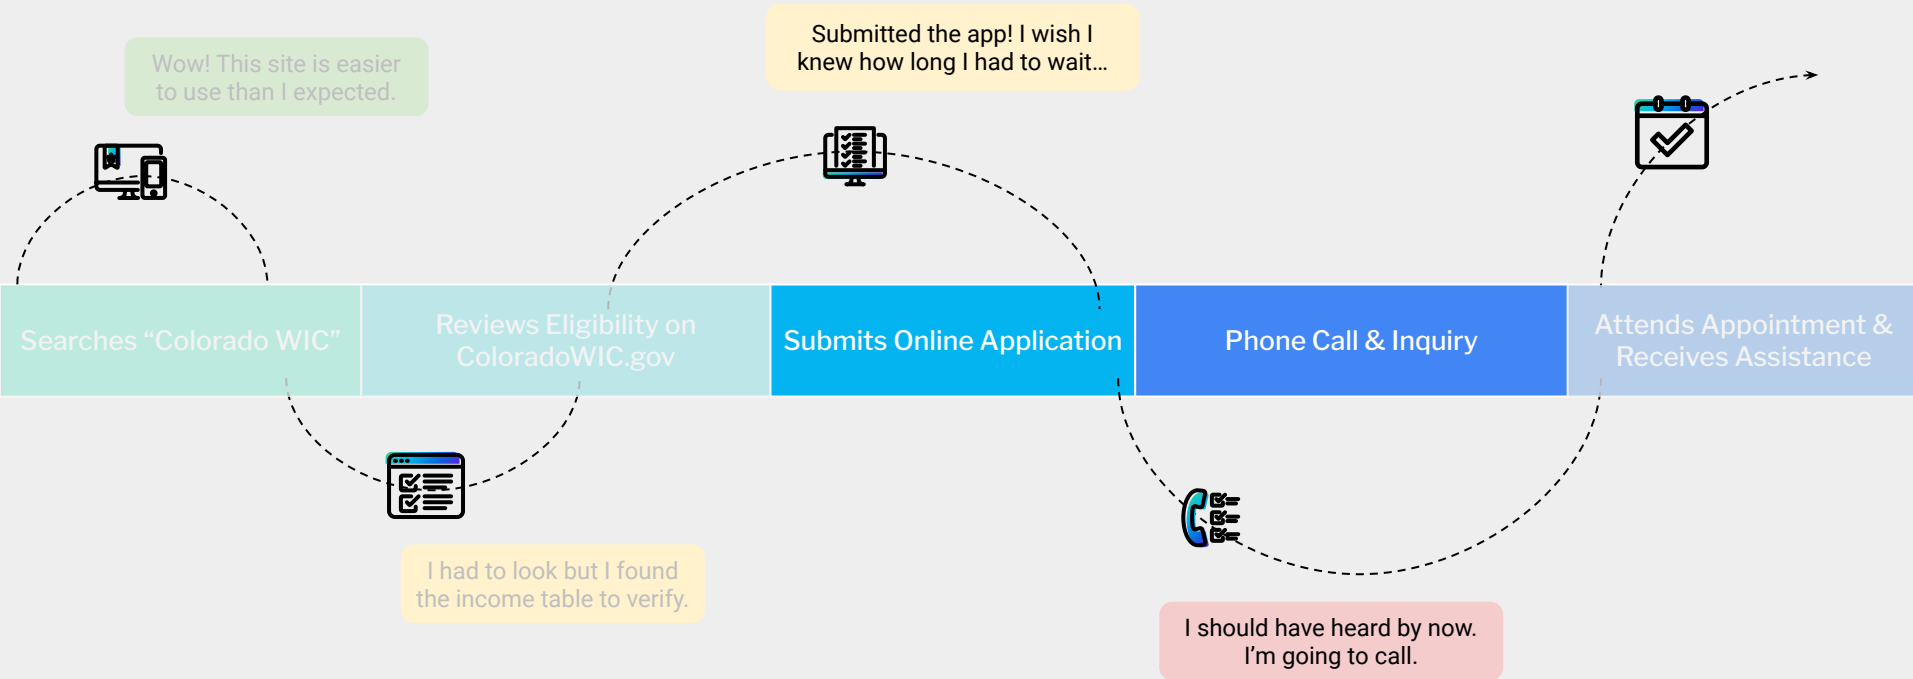 Wow! This site is easier
to use than I expected.
Submitted the app! I wish I
knew how long I had to wait...
Searches “Colorado WIC”
Reviews Eligibility on
ColoradoWIC.gov
Submits Online Application
Phone Call & Inquiry
Attends Appointment &
Receives Assistance
I had to look but I found
the income table to verify.
I should have heard by now.
I’m going to call.